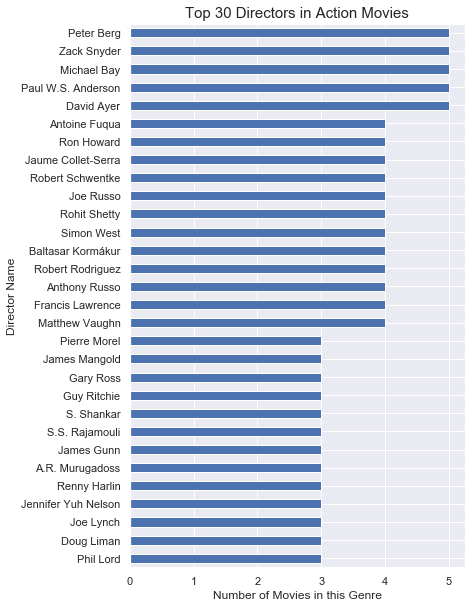 Top 30 Directors in Action Movies
Peter Berg
Zack Snyder
Michael Bay
Paul W.S. Anderson
David Ayer
Antoine Fuqua
Ron Howard
Jaume Collet-Serra
Robert Schwentke
Joe Russo
Rohit Shetty
Simon West
Baltasar Kormákur
Robert Rodriguez
Anthony Russo
Francis Lawrence
Matthew Vaughn
Pierre Morel
James Mangold
Gary Ross
Guy Ritchie
S. Shankar
S.S. Rajamouli
James Gunn
A.R. Murugadoss
Renny Harlin
Jennifer Yuh Nelson
Joe Lynch
Doug Liman
Phil Lord
Director Name
0 1 2 3 4 5
Number of Movies in this Genre